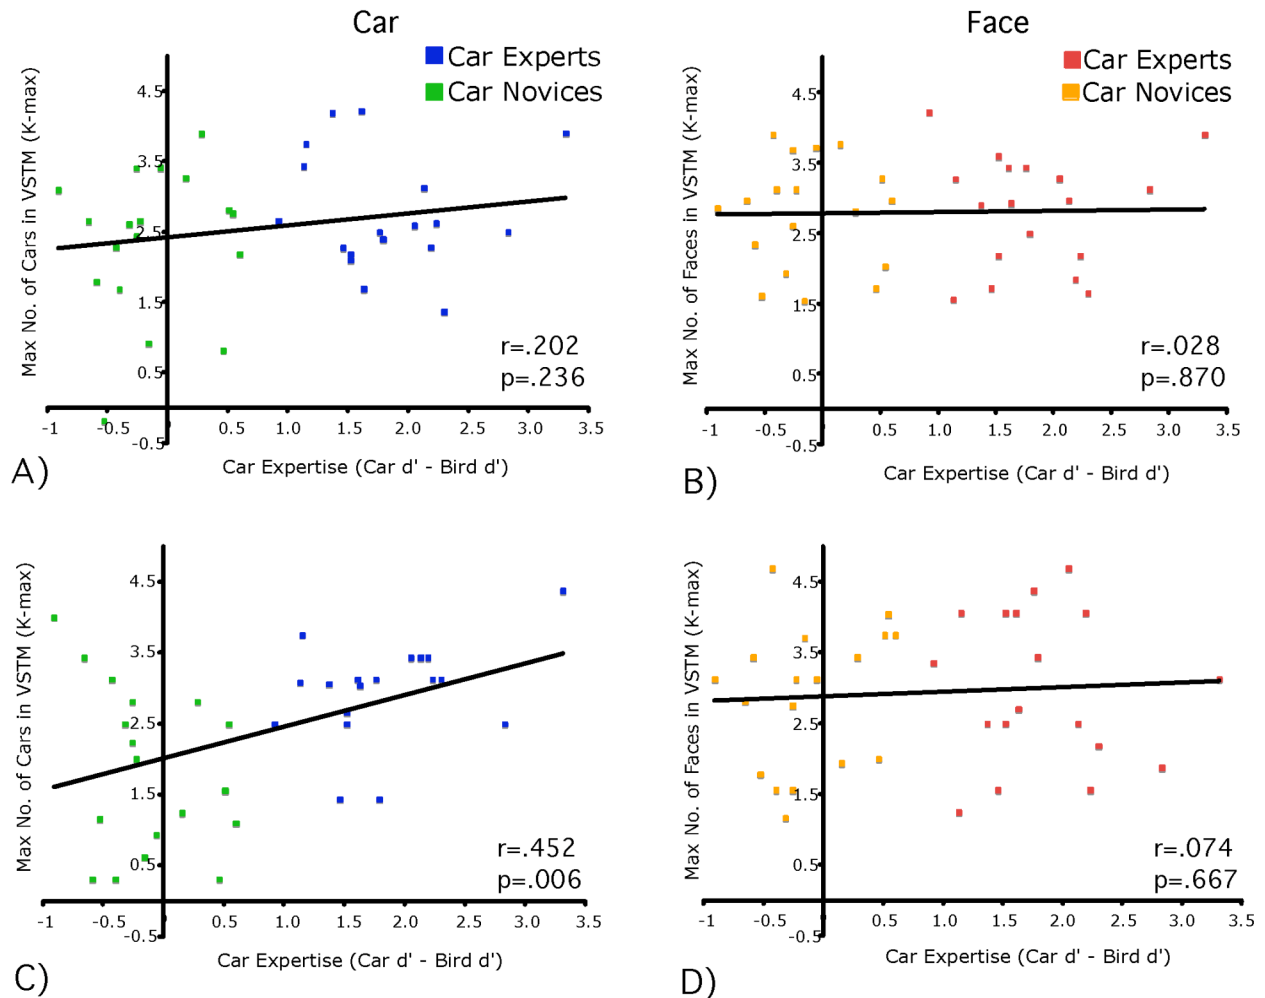 Car
Car Experts
Car Novices
Max No. of Cars in VSTM (K-max)
4.5
3.5
2.5
1.5
0.5
-0.5
-1
-0.5
0
0.5
1.0
1.5
2.0
2.5
3.0
3.5
r=.202
p=.236
Car Expertise (Car d' - Bird d')
A)
Face
Car Experts
Car Novices
Max No. of Faces in VSTM (K-max)
4.5
3.5
2.5
1.5
0.5
-0.5
-1
-0.5
0
0.5
1.0
1.5
2.0
2.5
3.0
3.5
r=.028
p=.870
Car Expertise (Car d' - Bird d')
B)
Max No. of Cars in VSTM (K-max)
4.5
3.5
2.5
1.5
0.5
-0.5
-1
-0.5
0
0.5
1.0
1.5
2.0
2.5
3.0
3.5
r=.452
p=.006
Car Expertise (Car d' - Bird d')
C)
Max No. of Faces in VSTM (K-max)
4.5
3.5
2.5
1.5
0.5
-0.5
-1
-0.5
0
0.5
1.0
1.5
2.0
2.5
3.0
3.5
r=.074
p=.667
Car Expertise (Car d' - Bird d')
D)